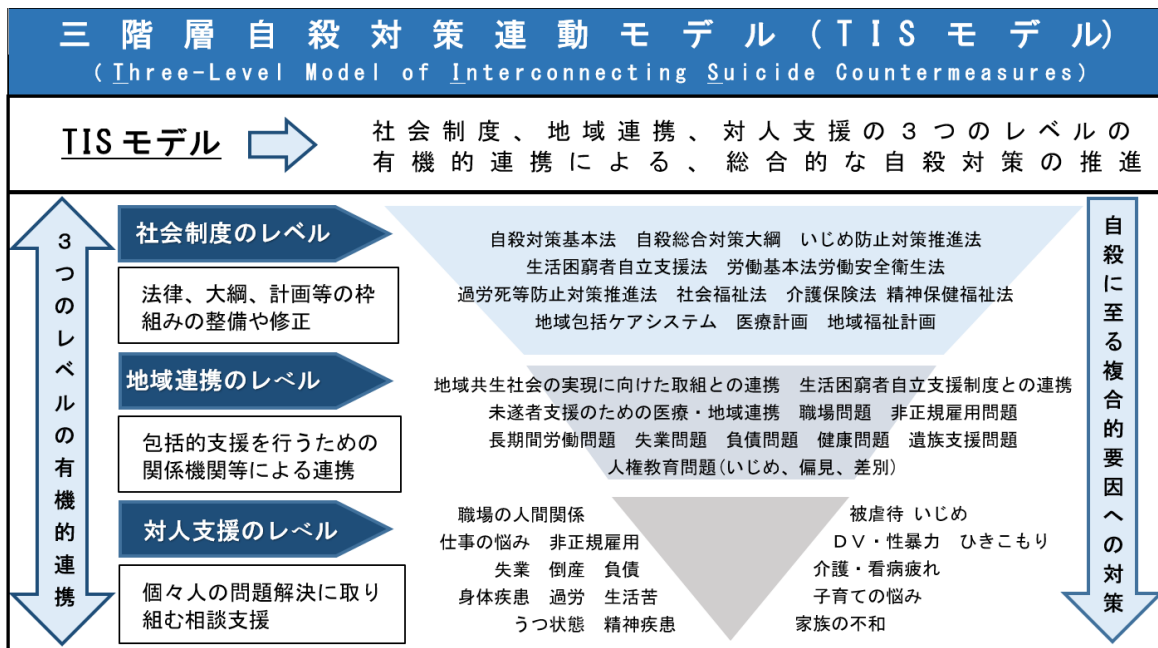 三階層自殺対策連動モデル(TISモデル)
(Three-Level Model of Interconnecting Suicide Countermeasures)
TISモデル
社会制度、地域連携、対人支援の3つのレベルの
有機的連携による、総合的な自殺対策の推進
3つのレベルの有機的連携
社会制度のレベル
法律、大綱、計画等の枠
組みの整備や修正
自殺対策基本法 自殺総合対策大綱 いじめ防止対策推進法
生活困窮者自立支援法 労働基本法労働安全衛生法
過労死等防止対策推進法 社会福祉法 介護保険法 精神保健福祉法
地域包括ケアシステム 医療計画 地域福祉計画
地域連携のレベル
包括的支援を行うための
関係機関等による連携
地域共生社会の実現に向けた取組との連携 生活困窮者自立支援制度との連携
未遂者支援のための医療・地域連携 職場問題 非正規雇用問題
長期間労働問題 失業問題 負債問題 健康問題 遺族支援問題
人権教育問題(いじめ、偏見、差別)
対人支援のレベル
個々人の問題解決に取り
組む相談支援
職場の人間関係
仕事の悩み 非正規雇用
失業 倒産 負債
身体疾患 過労 生活苦
うつ状態 精神疾患
被虐待 いじめ
DV・性暴力 ひきこもり
介護・看病疲れ
子育ての悩み
家族の不和
自殺に至る複合的要因への対策